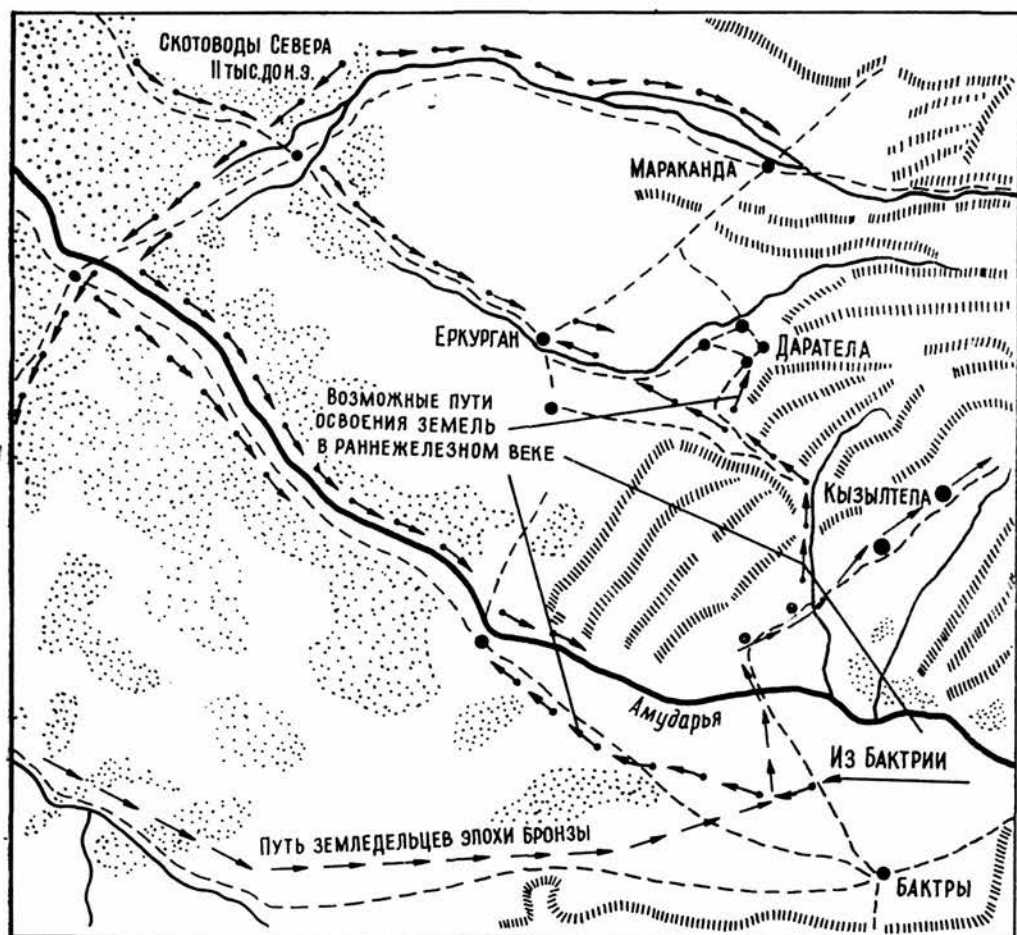 Скотоводы Севера
II тыс. до н.э.
Мараканда
Еркурган
Даратела
Возможные пути
освоения земель
в раннежелезном веке
Кызылтела
Амударья
Из Бактрии
Путь земледельцев эпохи бронзы
Бактры